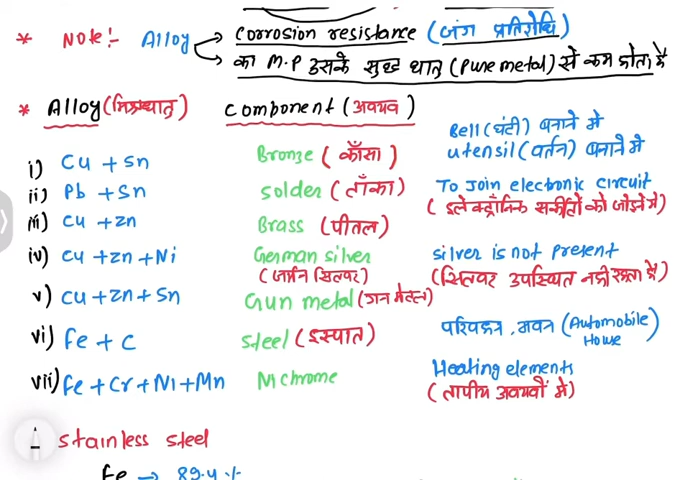 * Note:- Alloy
Corrosion resistance (जंग प्रतिरोधि)
का M.P उसके सुध्द धातु (Pure metal) से कम होता है
* Alloy(मिश्रधातु) Component (अवयव)
Bell (घंटी) बनाने मे
i) Cu + Sn Bronze (काँसा) utensil (वर्तन) बनाने मे
ii) Pb + Sn Solder (टाँका) To Join electronic circuit
iii) Cu + Zn Brass (पीतल) (इलेक्ट्रॉनिक सर्कीटो को जोड़ने मे)
iv) Cu + Zn + Ni German silver silver is not present
(जर्मन सिल्वर) (सिल्वर उपस्थित नही रहता है)
v) Cu + Zn + Sn Gun metal (गन मेटल)
vi) Fe + C Steel (इस्पात) परिवहन, भवन (Automobile)
Howe
vii) Fe + Cr + Ni + Mn Nichrome Heating elements
(तापीय अवयवों मे)
* Stainless steel
Fe → 89.4 %